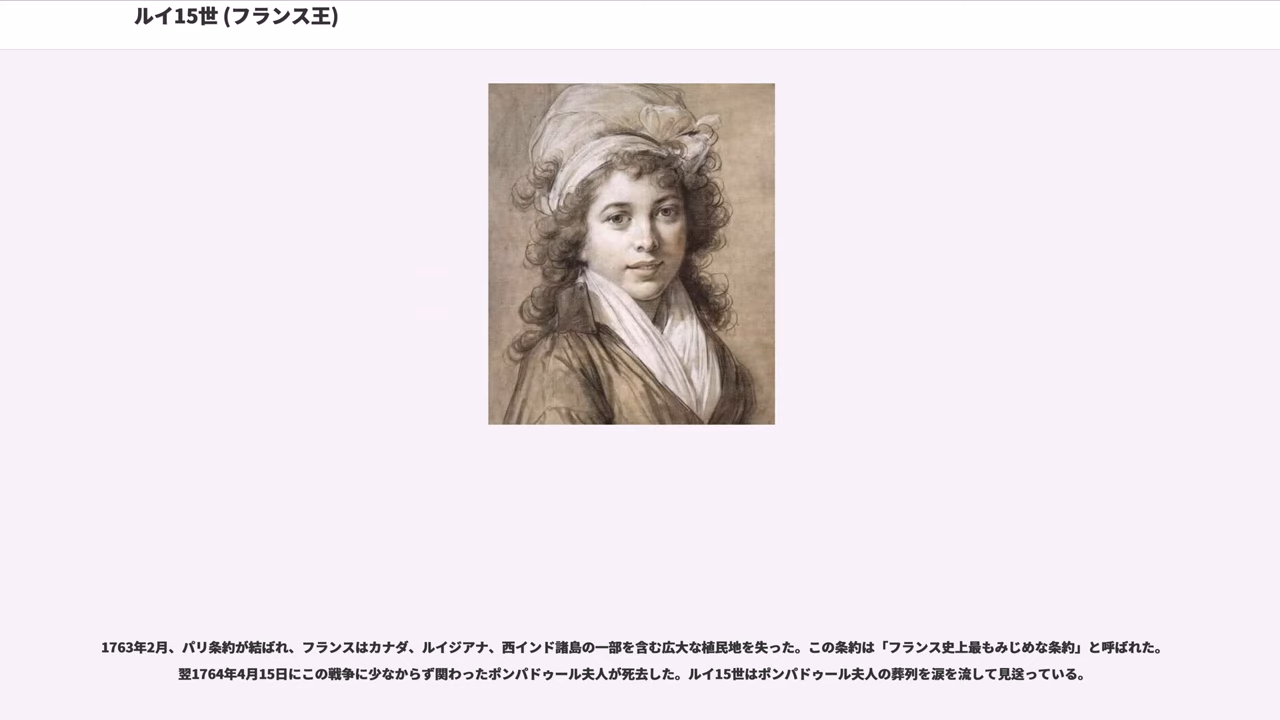 ルイ15世 (フランス王)
1763年2月、パリ条約が結ばれ、フランスはカナダ、ルイジアナ、西インド諸島の一部を含む広大な植民地を失った。この条約は「フランス史上最もみじめな条約」と呼ばれた。
翌1764年4月15日にこの戦争に少なからず関わったポンパドゥール夫人が死去した。ルイ15世はポンパドゥール夫人の葬列を涙を流して見送っている。